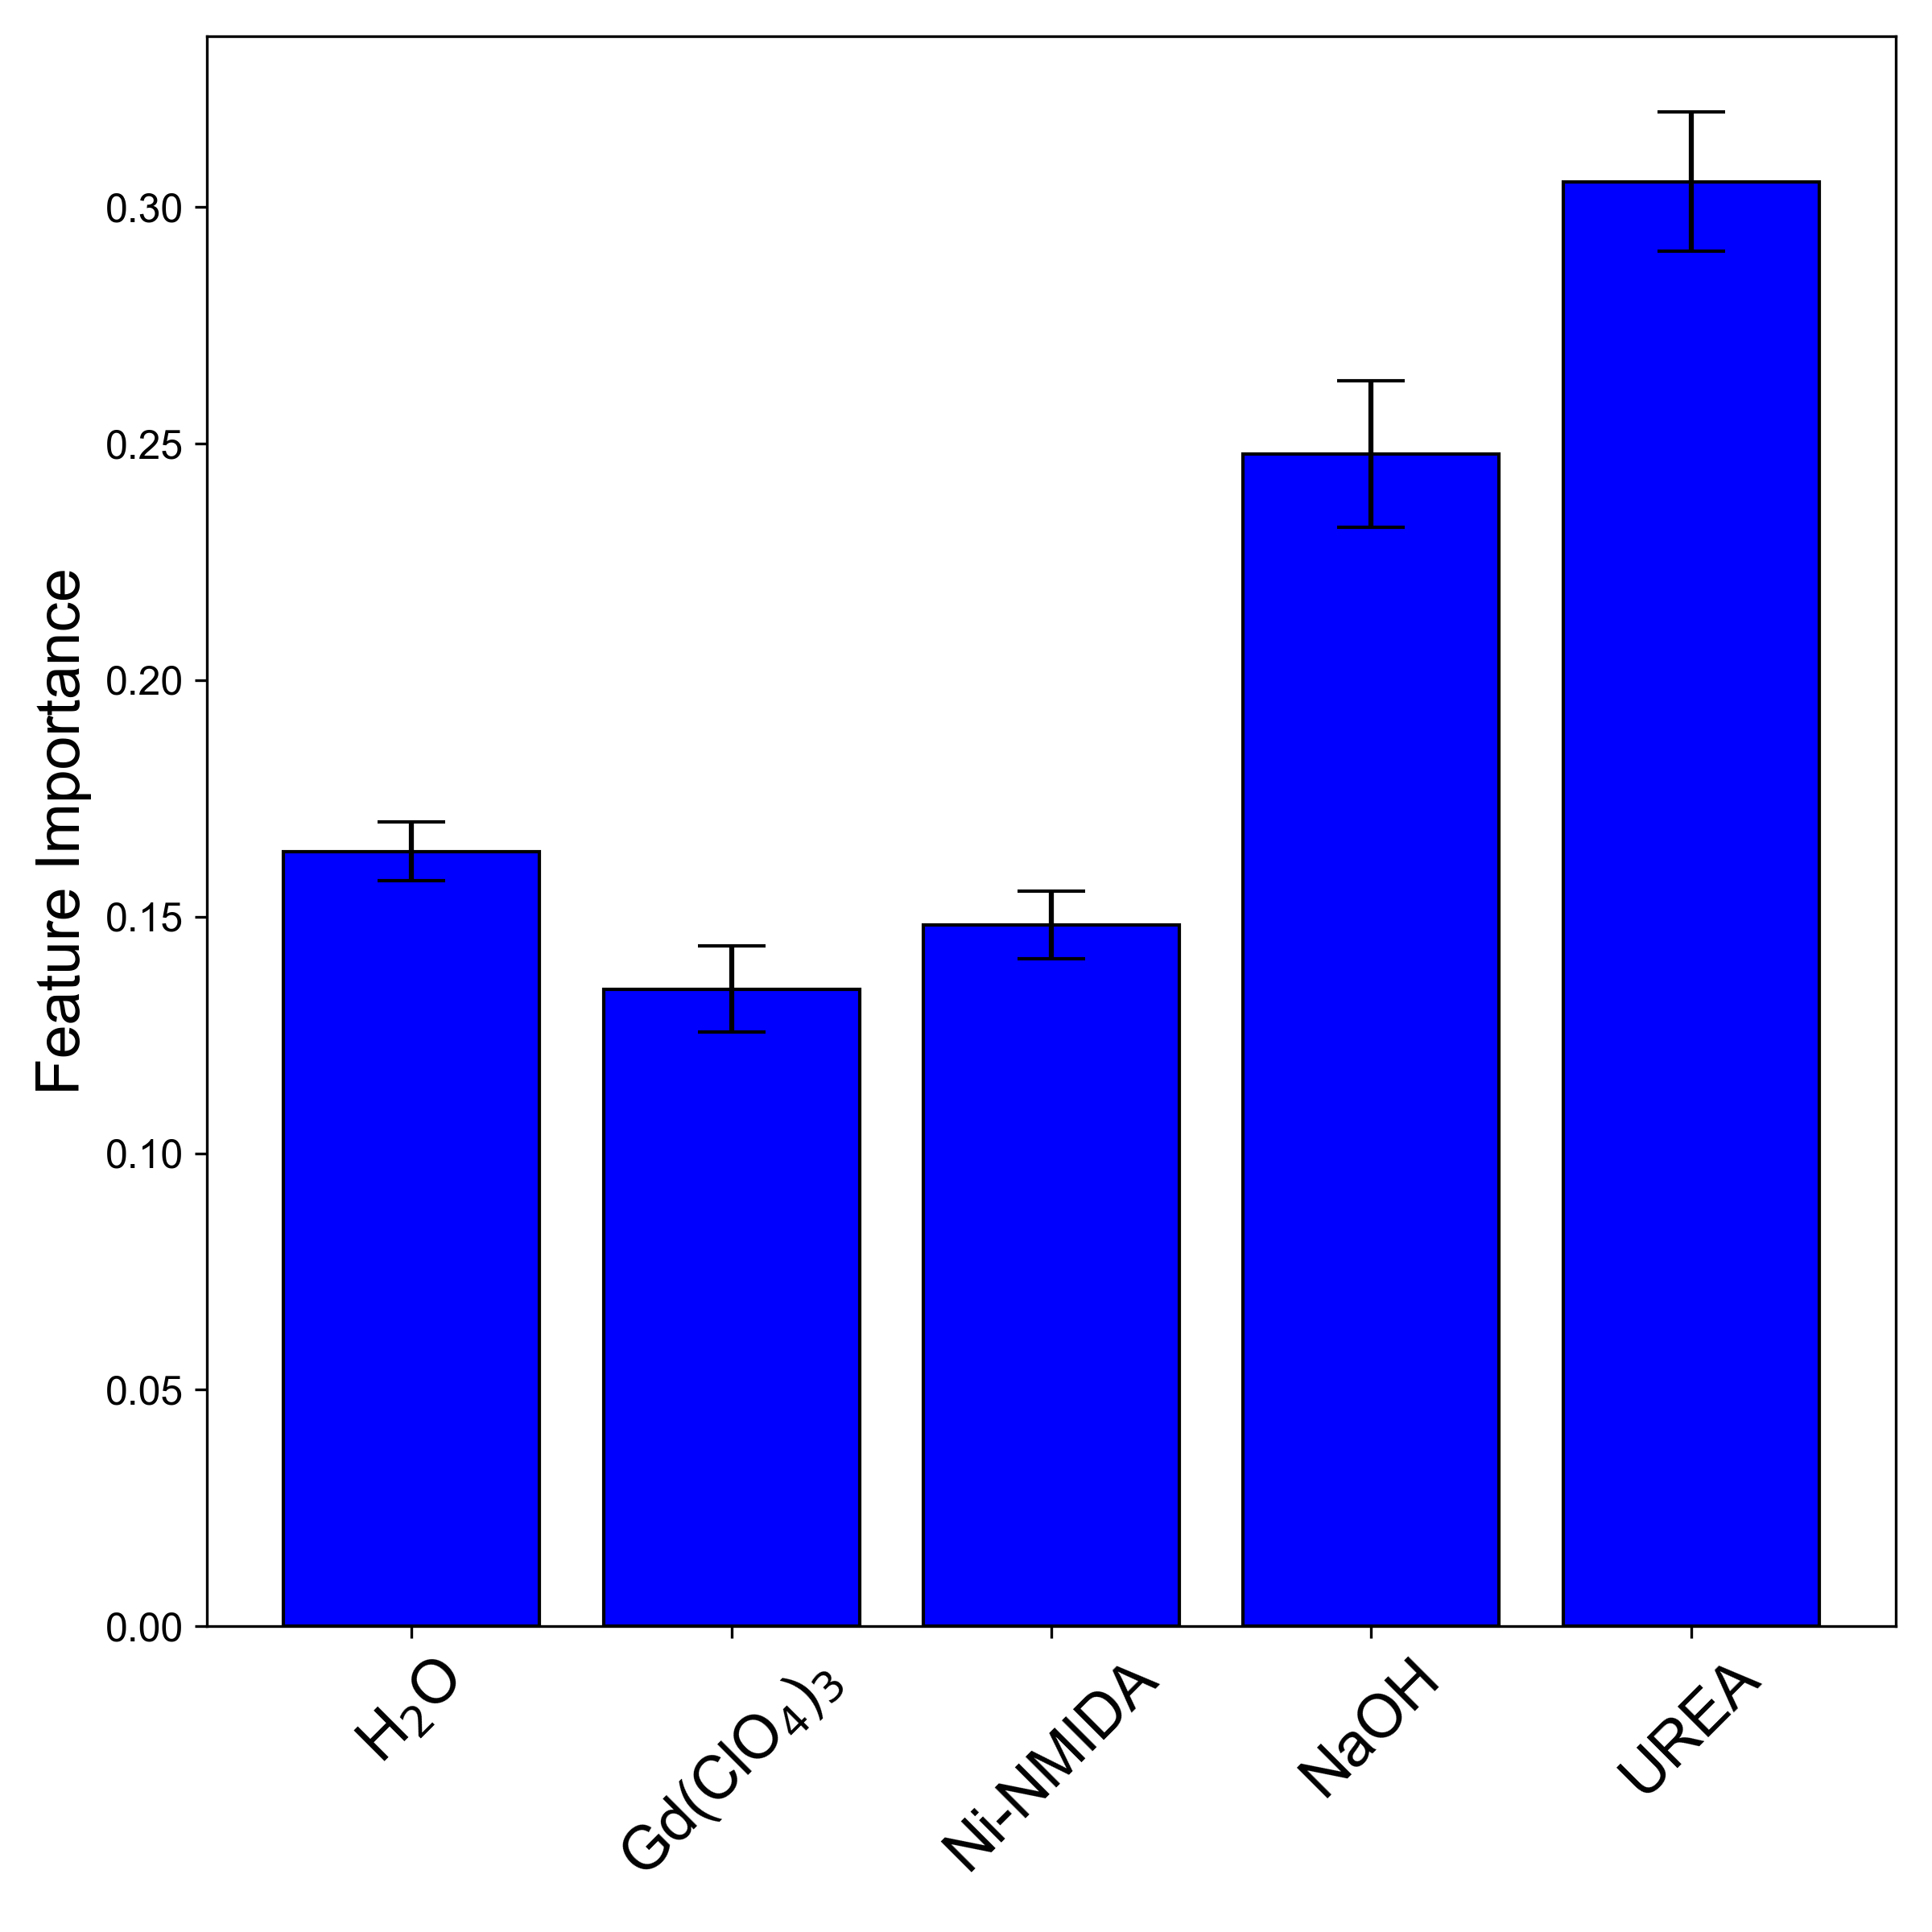 Feature Importance
0.30
0.25
0.20
0.15
0.10
0.05
0.00
H₂O
Gd(ClO₄)₃
Ni-NMIDA
NaOH
UREA